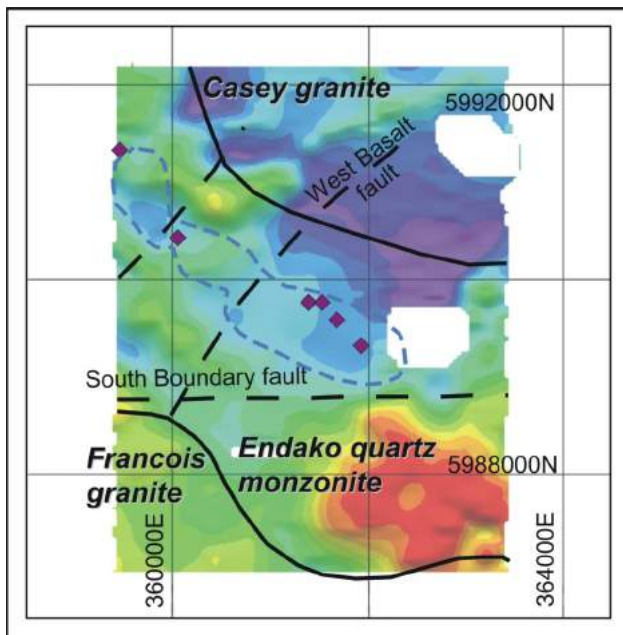 Casey granite
5992000N
West Basalt
fault
South Boundary fault
Francois
granite
Endako quartz
monzonite
5988000N
360000E
364000E